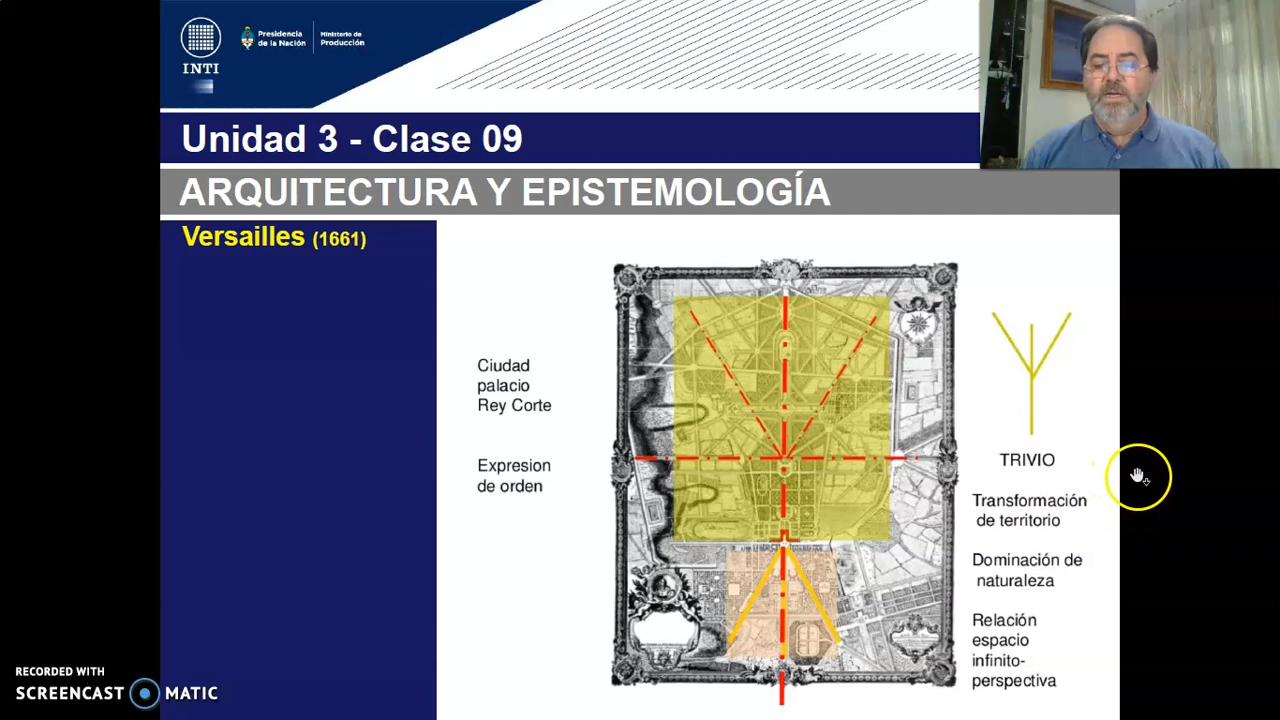 INTI
Presidencia
de la Nación
Ministerio de
Producción
Unidad 3 - Clase 09
ARQUITECTURA Y EPISTEMOLOGÍA
Versailles (1661)
Ciudad
palacio
Rey Corte
Expresion
de orden
TRIVIO
Transformación
de territorio
Dominación de
naturaleza
Relación
espacio
infinito-
perspectiva
RECORDED WITH
SCREENCAST MATIC